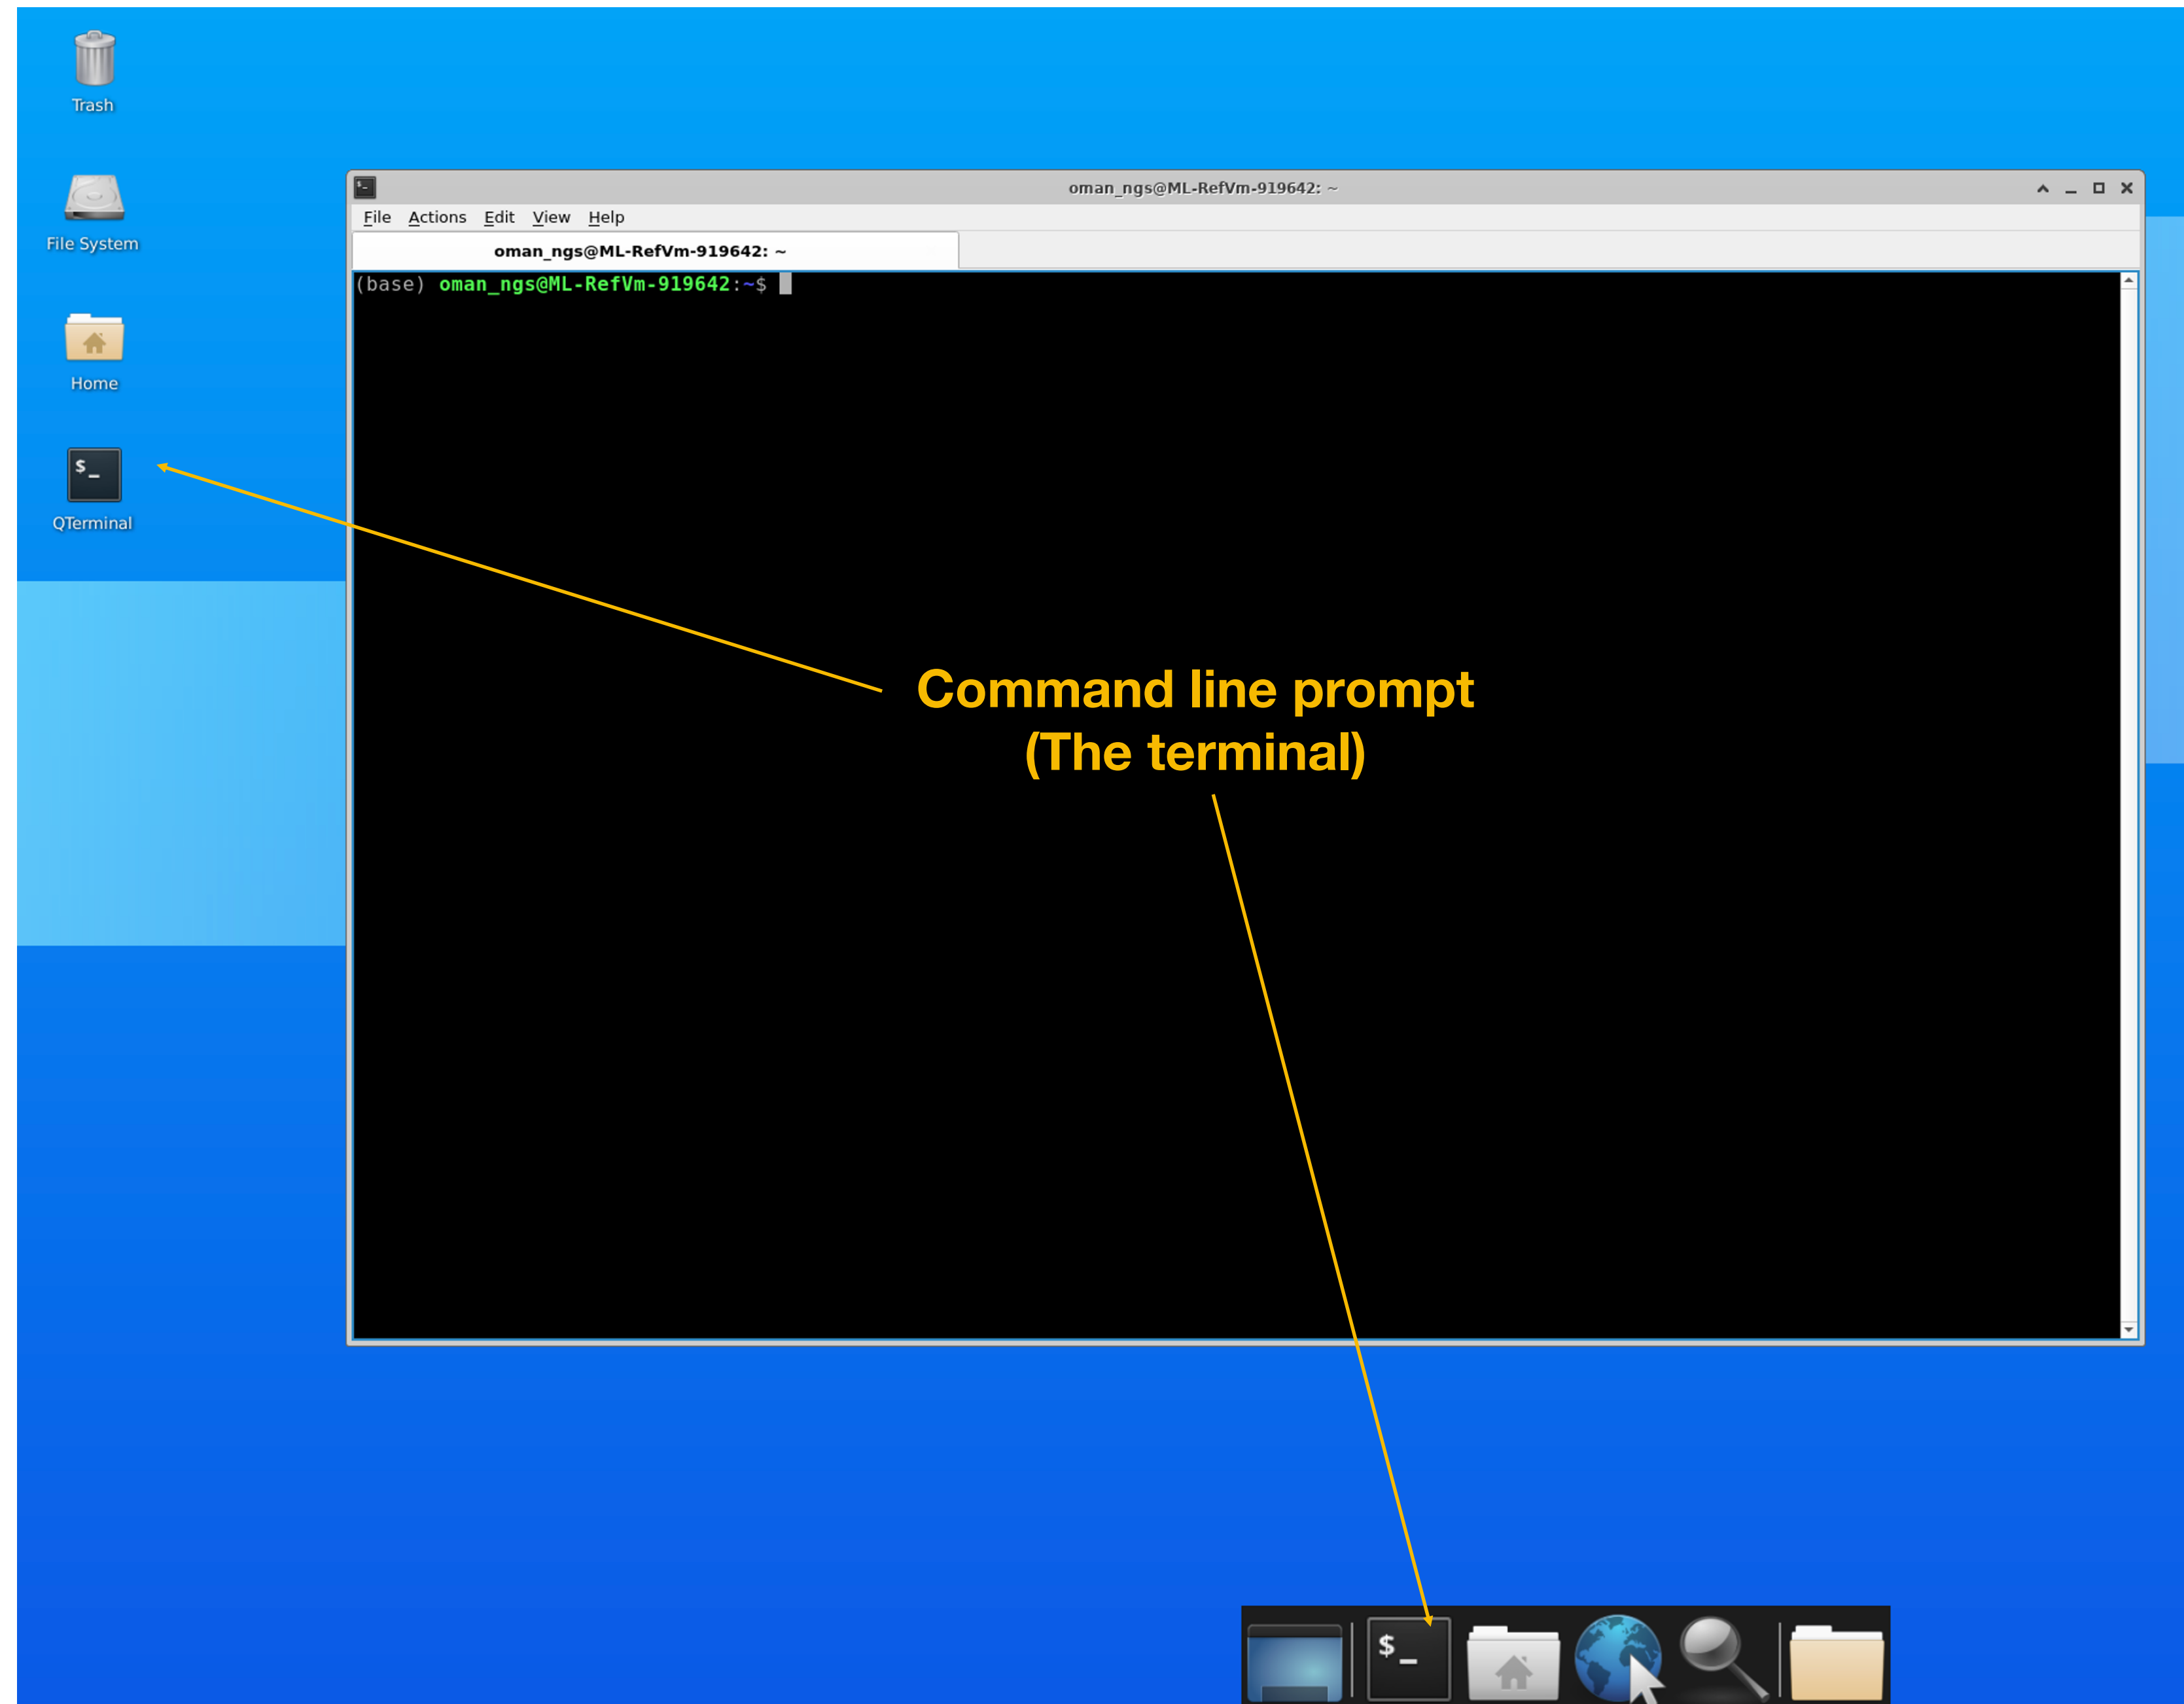 Trash
File System
Home
$_
QTerminal
$_
oman_ngs@ML-RefVm-919642: ~
File Actions Edit View Help
oman_ngs@ML-RefVm-919642: ~
(base) oman_ngs@ML-RefVm-919642:~$
Command line prompt
(The terminal)
$_